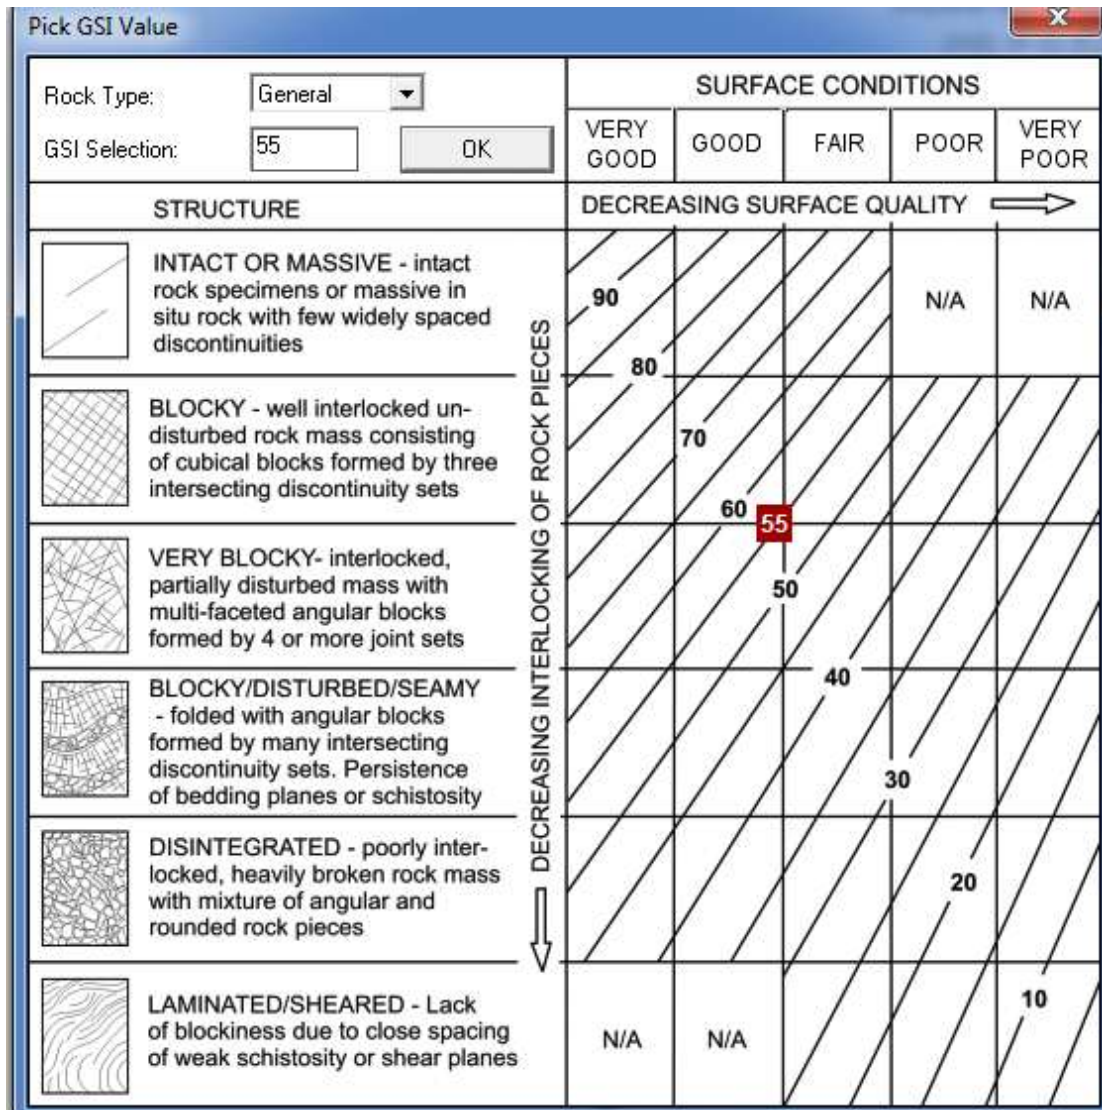 Pick GSI Value
X
Rock Type:
General
GSI Selection:
55
OK
SURFACE CONDITIONS
VERY
GOOD
GOOD
FAIR
POOR
VERY
POOR
STRUCTURE
DECREASING SURFACE QUALITY
INTACT OR MASSIVE - intact
rock specimens or massive in
situ rock with few widely spaced
discontinuities
BLOCKY - well interlocked un-
disturbed rock mass consisting
of cubical blocks formed by three
intersecting discontinuity sets
VERY BLOCKY- interlocked,
partially disturbed mass with
multi-faceted angular blocks
formed by 4 or more joint sets
BLOCKY/DISTURBED/SEAMY
- folded with angular blocks
formed by many intersecting
discontinuity sets. Persistence
of bedding planes or schistosity
DISINTEGRATED - poorly inter-
locked, heavily broken rock mass
with mixture of angular and
rounded rock pieces
LAMINATED/SHEARED - Lack
of blockiness due to close spacing
of weak schistosity or shear planes
DECREASING INTERLOCKING OF ROCK PIECES
90
N/A
N/A
80
70
60
55
50
40
30
20
10
N/A
N/A